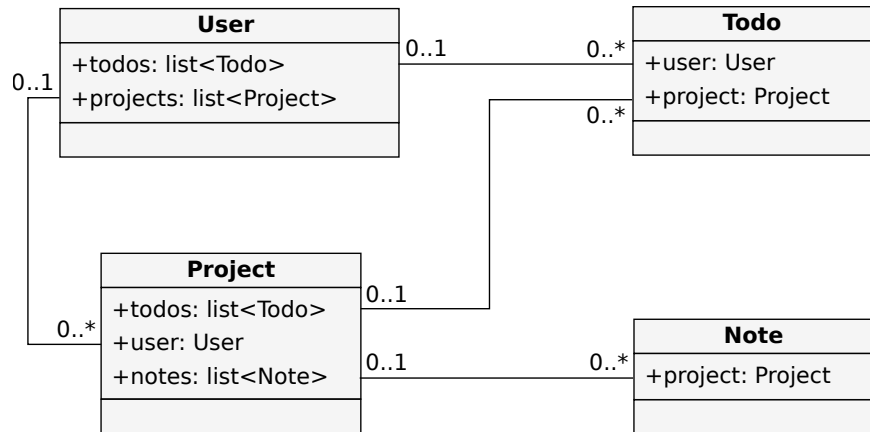 User
+todos: list<Todo>
+projects: list<Project>
0..1
0..*
Todo
+user: User
+project: Project
0..1
0..*
Project
+todos: list<Todo>
+user: User
+notes: list<Note>
0..1
0..*
0..1
0..*
Note
+project: Project